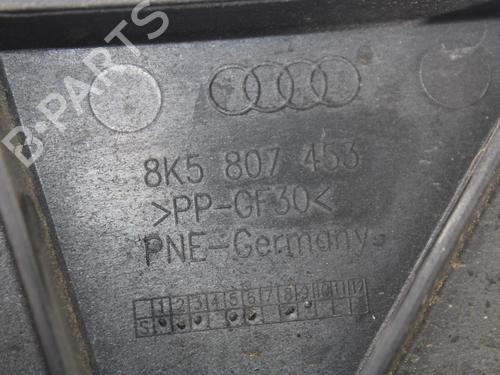 B-PARTS
8K5 807 453
>PP-GF30<
PNE-Germany
1 2 3 4 5 6 7 8 9 10 11 12
S